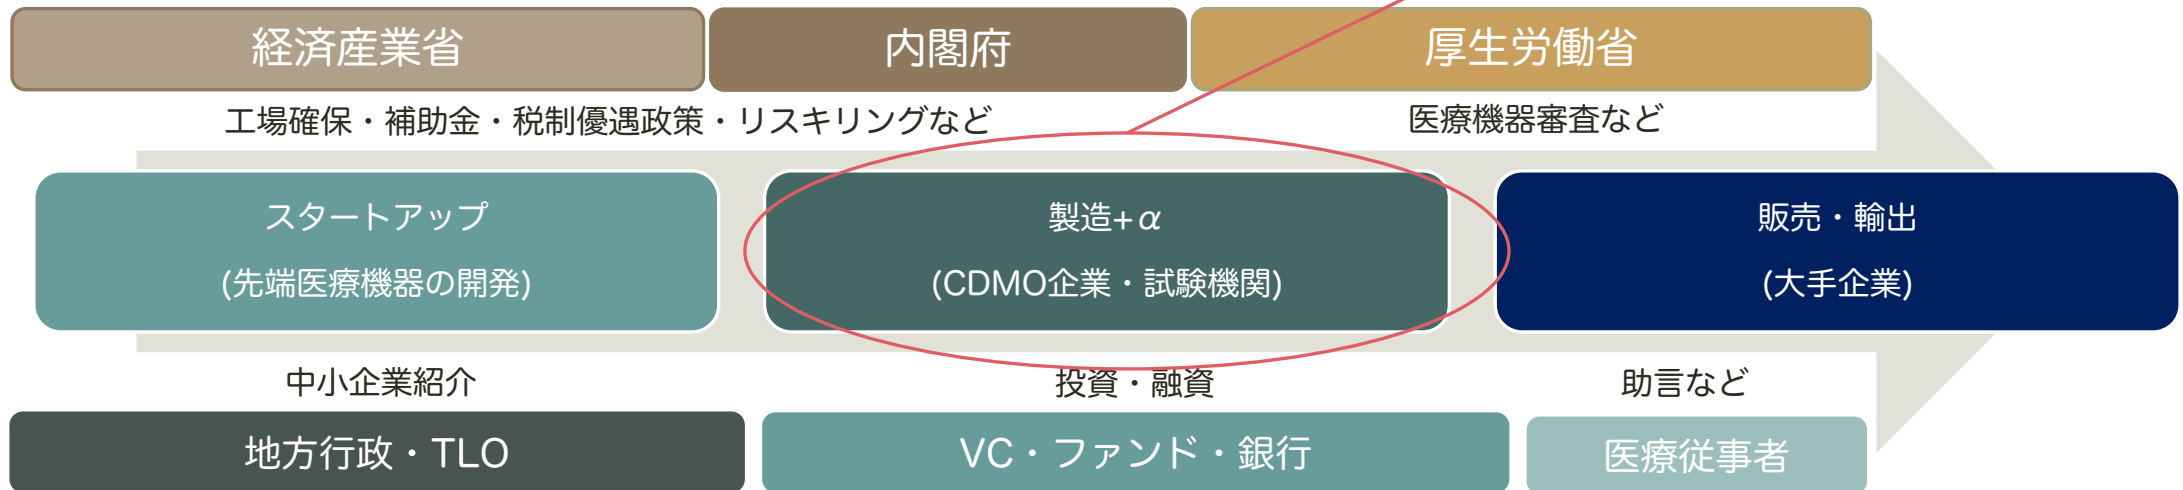 経済産業省
内閣府
厚生労働省
工場確保・補助金・税制優遇政策・リスキリングなど
医療機器審査など
スタートアップ
(先端医療機器の開発)
製造+α
(CDMO企業・試験機関)
販売・輸出
(大手企業)
中小企業紹介
投資・融資
助言など
地方行政・TLO
VC・ファンド・銀行
医療従事者